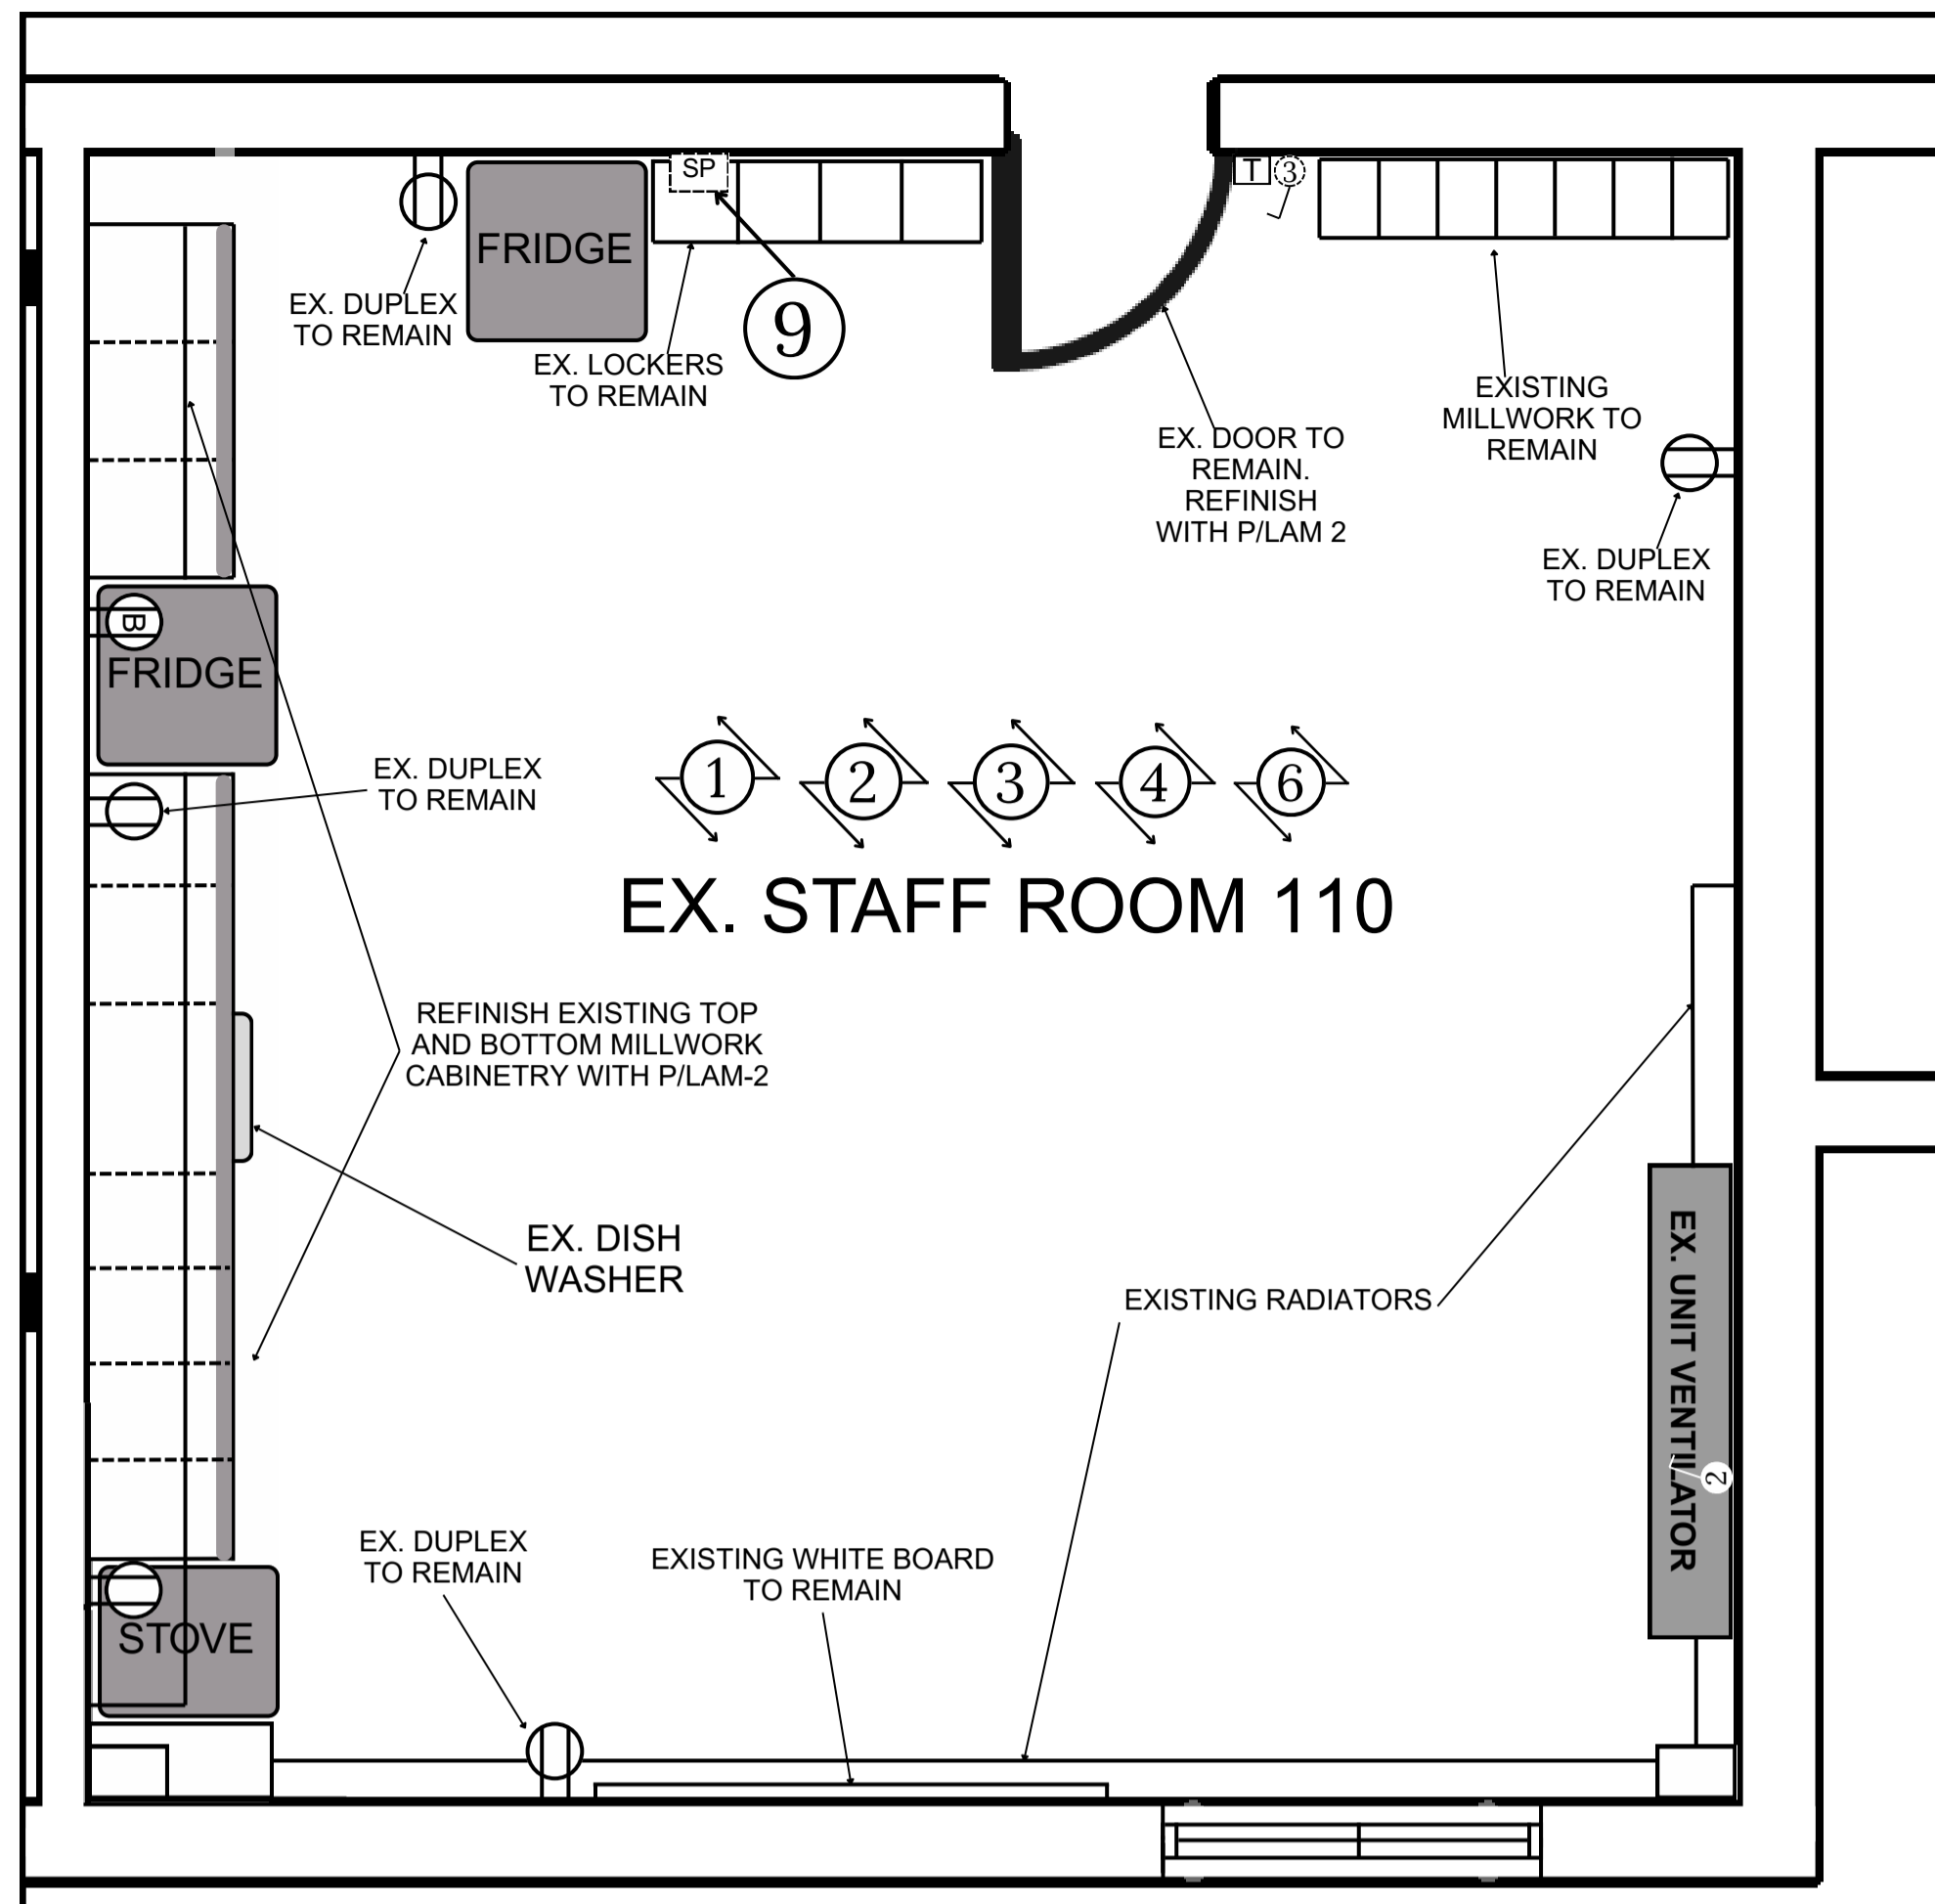 SP
T
3
FRIDGE
EX. DUPLEX
TO REMAIN
9
EX. LOCKERS
TO REMAIN
EXISTING
MILLWORK TO
REMAIN
EX. DOOR TO
REMAIN.
REFINISH
WITH P/LAM 2
EX. DUPLEX
TO REMAIN
B
FRIDGE
EX. DUPLEX
TO REMAIN
1 2 3 4 6
EX. STAFF ROOM 110
REFINISH EXISTING TOP
AND BOTTOM MILLWORK
CABINETRY WITH P/LAM-2
EX. DISH
WASHER
EXISTING RADIATORS
EX. UNIT VENTILATOR
2
EX. DUPLEX
TO REMAIN
EXISTING WHITE BOARD
TO REMAIN
STOVE